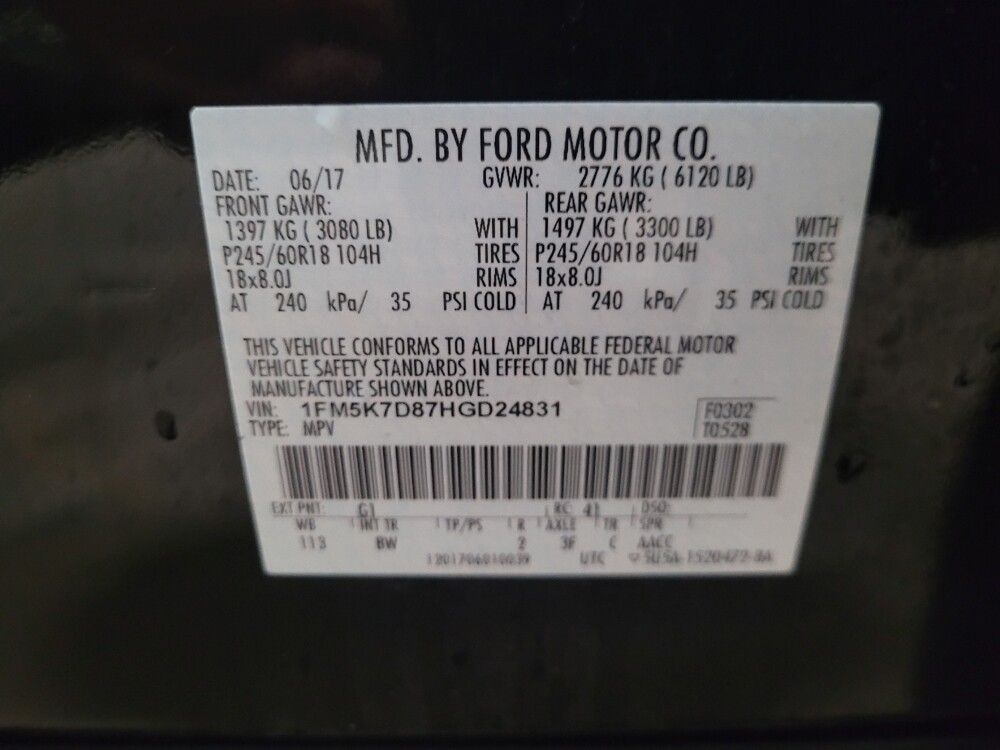 MFD. BY FORD MOTOR CO.
DATE: 06/17 GVWR: 2776 KG ( 6120 LB)
FRONT GAWR: REAR GAWR:
1397 KG ( 3080 LB) WITH 1497 KG ( 3300 LB) WITH
P245/60R18 104H TIRES P245/60R18 104H TIRES
18x8.0J RIMS 18x8.0J RIMS
AT 240 kPa/ 35 PSI COLD AT 240 kPa/ 35 PSI COLD
THIS VEHICLE CONFORMS TO ALL APPLICABLE FEDERAL MOTOR
VEHICLE SAFETY STANDARDS IN EFFECT ON THE DATE OF
MANUFACTURE SHOWN ABOVE.
VIN: 1FM5K7D87HGD24831 F0302
TYPE: MPV T0528
EXT PNT: G1 RC: 41 DSO:
WB INT TR TP/PS R AXLE TR SPR
113 BW 2 3F C AACC
UTC